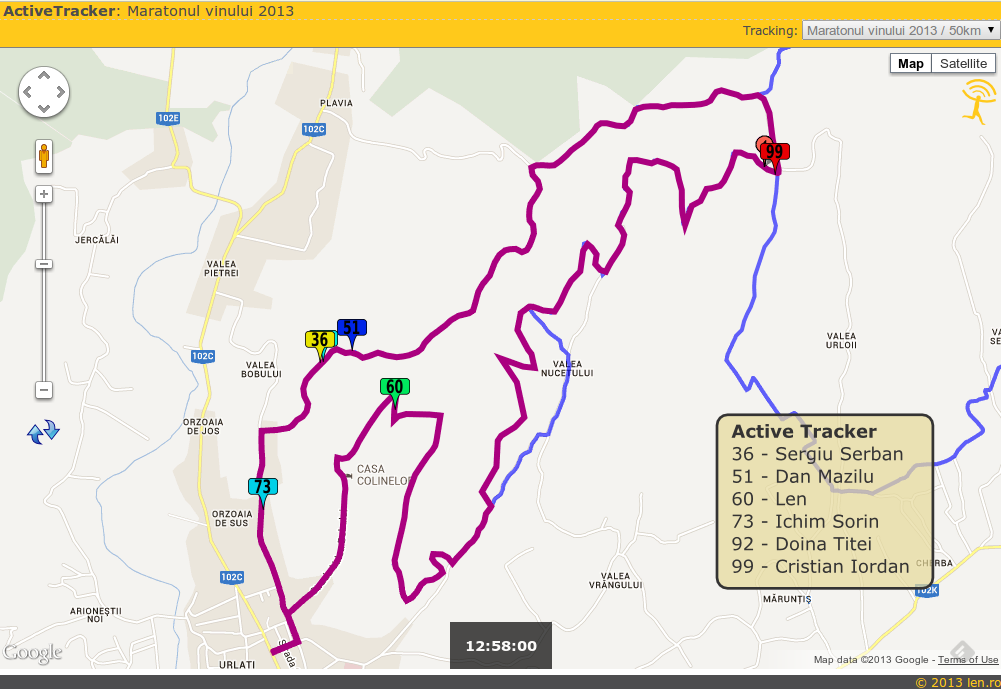 ActiveTracker: Maratonul vinului 2013
Tracking: Maratonul vinului 2013 / 50km
Map Satellite
PLAVIA
102E
102C
99
JERCĂLĂI
VALEA
PIETREI
51
36
VALEA
URLOII
102C
VALEA
BOBULUI
VALEA
NUCETULUI
60
ORZOAIA
DE JOS
CASA
COLINELOR
73
ORZOAIA
DE SUS
Active Tracker
36 - Sergiu Serban
51 - Dan Mazilu
60 - Len
73 - Ichim Sorin
92 - Doina Titei
99 - Cristian Iordan
CHERBA
102C
VALEA
VRÂNGULUI
102K
MĂRUNȚIȘ
ARIONEȘTII
NOI
12:58:00
Google
URLATI
Map data ©2013 Google - Terms of Use
© 2013 len.ro